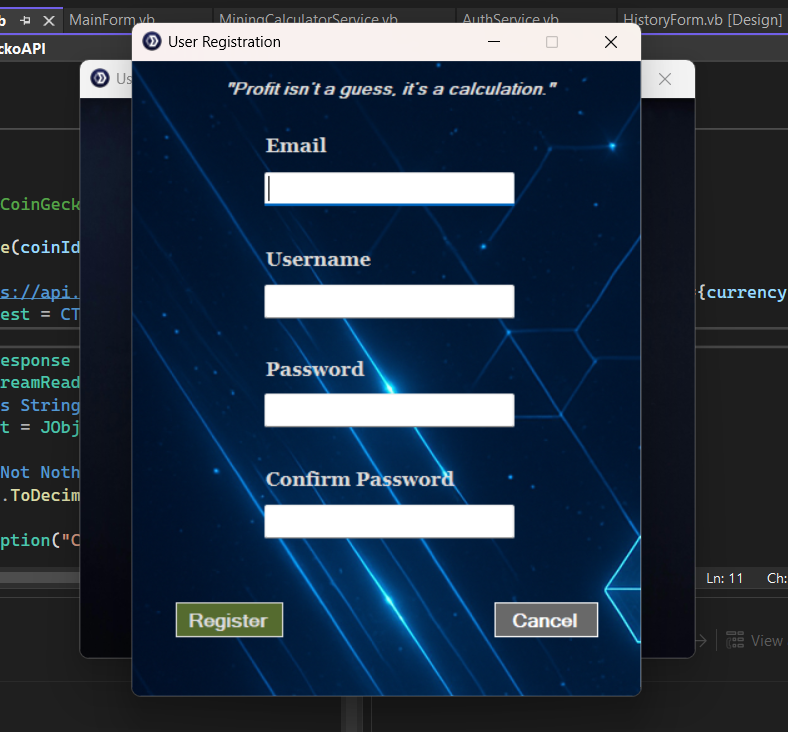 b MainForm.vb MiningCalculatorService.vb AuthService.vb HistoryForm.vb [Design]
User Registration
ckoAPI
Us
"Profit isn't a guess, it's a calculation."
Email
CoinGeck
Username
e(coinId
s://api.
{currency
est = CT
esponse
Password
reamRead
s String
t = JObj
Not Noth
Confirm Password
.ToDecim
ption("C
Ln: 11 Ch:
Register
Cancel
View